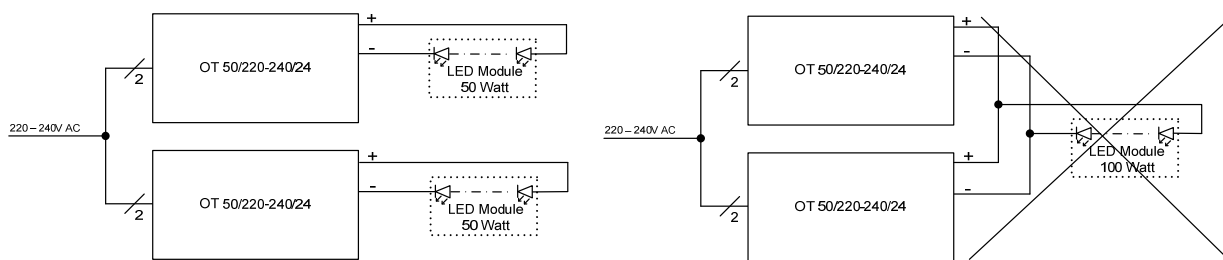 +
OT 50/220-240/24
-
2
LED Module
50 Watt
220 – 240V AC
+
OT 50/220-240/24
-
2
LED Module
50 Watt
+
OT 50/220-240/24
-
2
220 – 240V AC
LED Module
100 Watt
+
OT 50/220-240/24
-
2